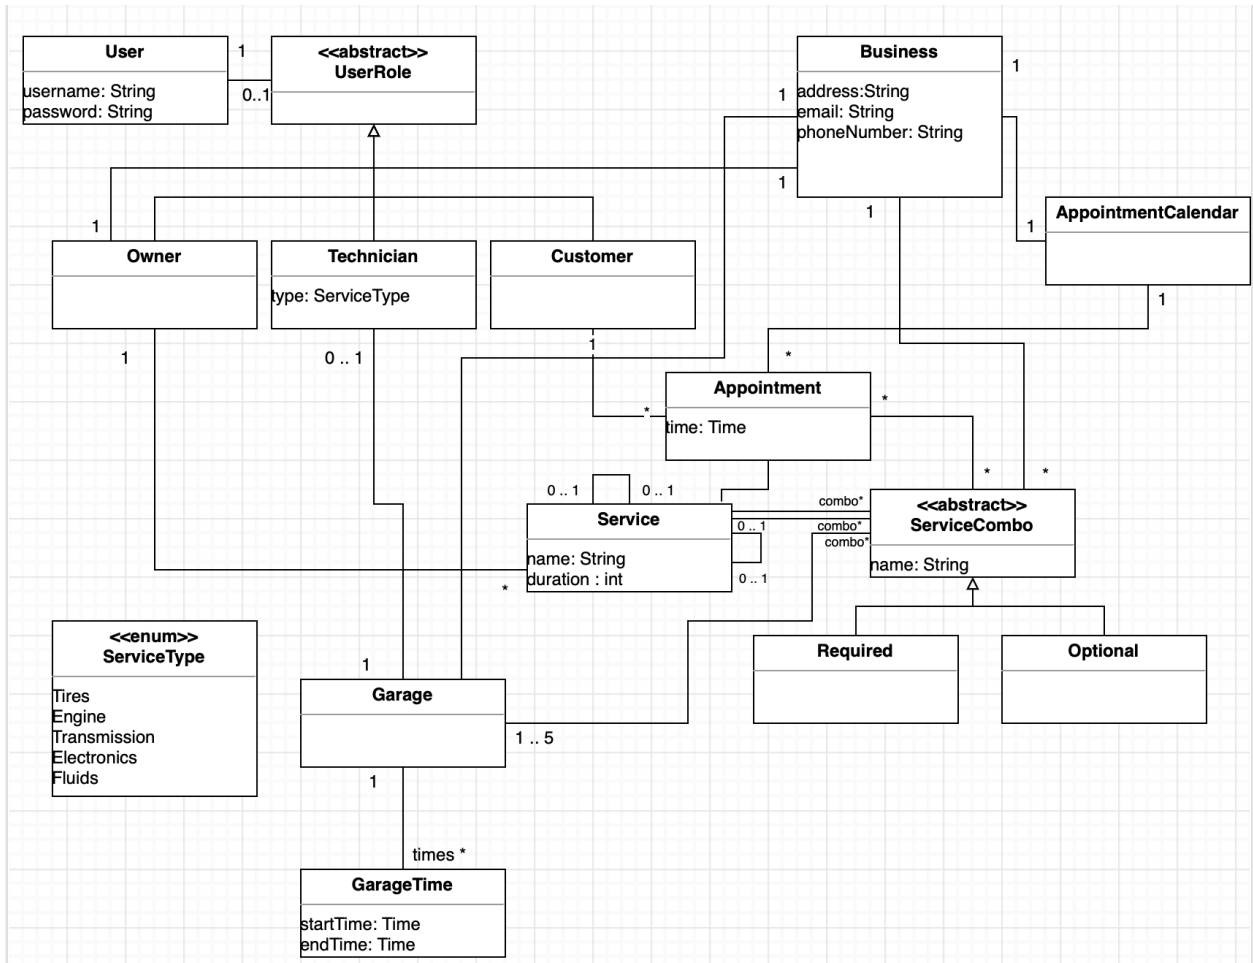 User
username: String
password: String
1
0..1
<<abstract>>
UserRole
Business
address:String
email: String
phoneNumber: String
1
1
1
1
1
AppointmentCalendar
1
1
Owner
Technician
type: ServiceType
Customer
1
0 .. 1
1
*
Appointment
time: Time
*
*
*
*
0 .. 1
0 .. 1
Service
name: String
duration : int
*
combo*
0 .. 1
combo*
combo*
0 .. 1
<<abstract>>
ServiceCombo
name: String
Required
Optional
<<enum>>
ServiceType
Tires
Engine
Transmission
Electronics
Fluids
1
Garage
1 .. 5
1
times *
GarageTime
startTime: Time
endTime: Time